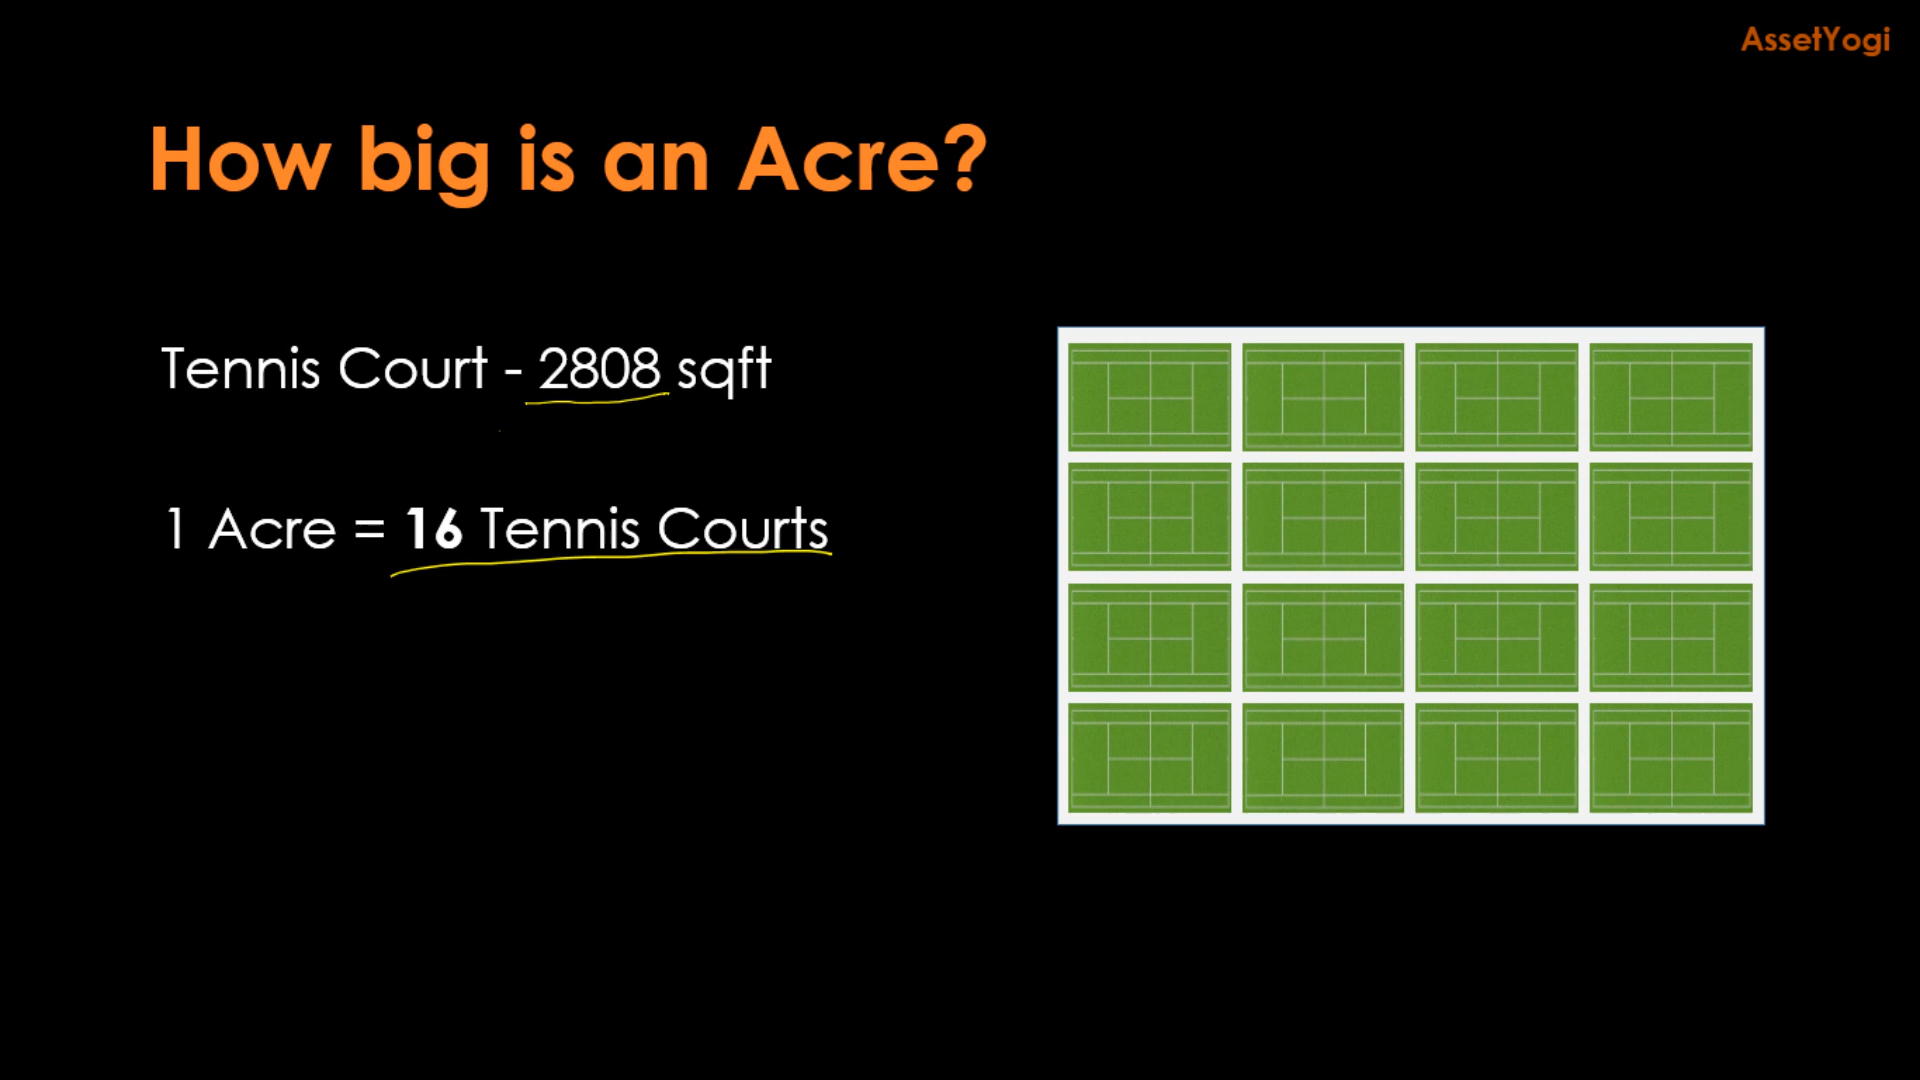 AssetYogi
How big is an Acre?
Tennis Court - 2808 sqft
1 Acre = 16 Tennis Courts